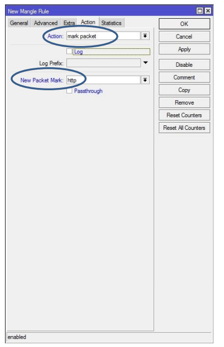 New Mangle Rule
General Advanced Extra Action Statistics
Action: mark packet
Log
Log Prefix:
New Packet Mark: http
Passthrough
OK
Cancel
Apply
Disable
Comment
Copy
Remove
Reset Counters
Reset All Counters
enabled